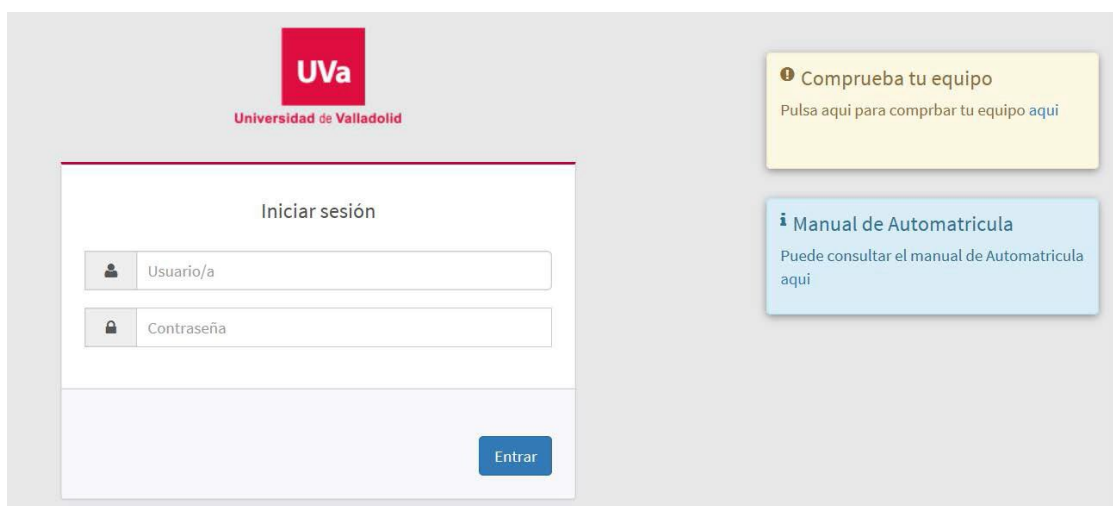 UVa
Universidad de Valladolid
Iniciar sesión
Usuario/a
Contraseña
Entrar
Comprueba tu equipo
Pulsa aqui para comprbar tu equipo aqui
Manual de Automatricula
Puede consultar el manual de Automatricula
aqui